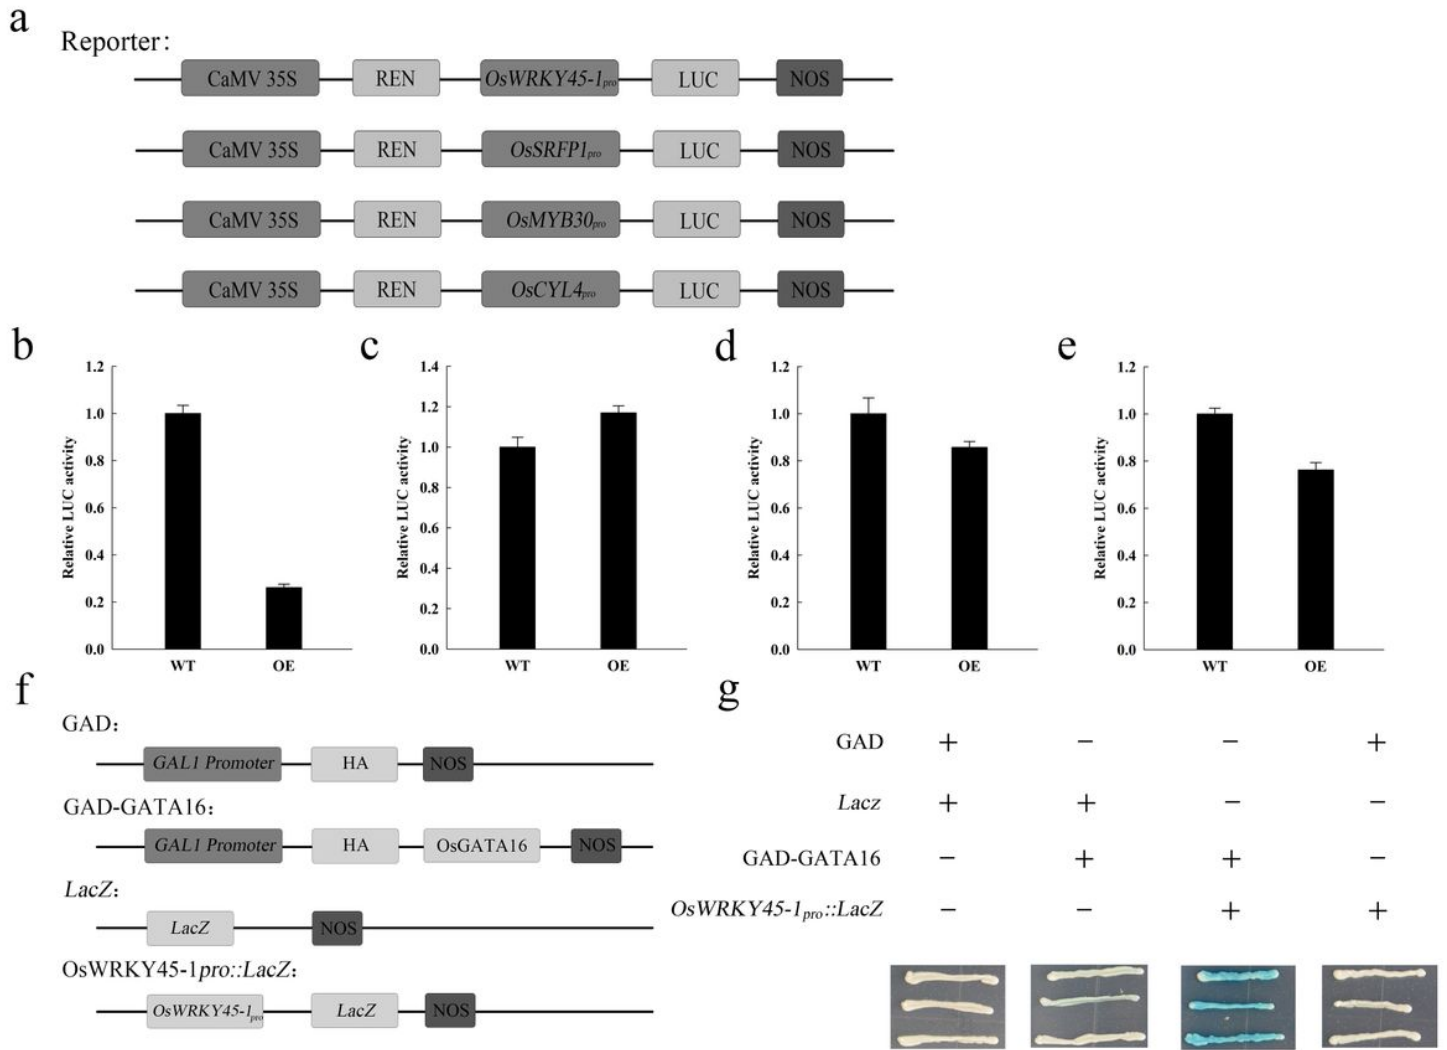 a
Reporter:
CaMV 35S REN OsWRKY45-1pro LUC NOS
CaMV 35S REN OsSRFP1pro LUC NOS
CaMV 35S REN OsMYB30pro LUC NOS
CaMV 35S REN OsCYL4pro LUC NOS
b
Relative LUC activity
1.2
1.0
0.8
0.6
0.4
0.2
0.0
WT OE
c
Relative LUC activity
1.4
1.2
1.0
0.8
0.6
0.4
0.2
0.0
WT OE
d
Relative LUC activity
1.2
1.0
0.8
0.6
0.4
0.2
0.0
WT OE
e
Relative LUC activity
1.2
1.0
0.8
0.6
0.4
0.2
0.0
WT OE
f
GAD:
GAL1 Promoter HA NOS
GAD-GATA16:
GAL1 Promoter HA OsGATA16 NOS
LacZ:
LacZ NOS
OsWRKY45-1pro::LacZ:
OsWRKY45-1pro LacZ NOS
g
GAD + − − +
Lacz + + − −
GAD-GATA16 − + + −
OsWRKY45-1pro::LacZ − − + +